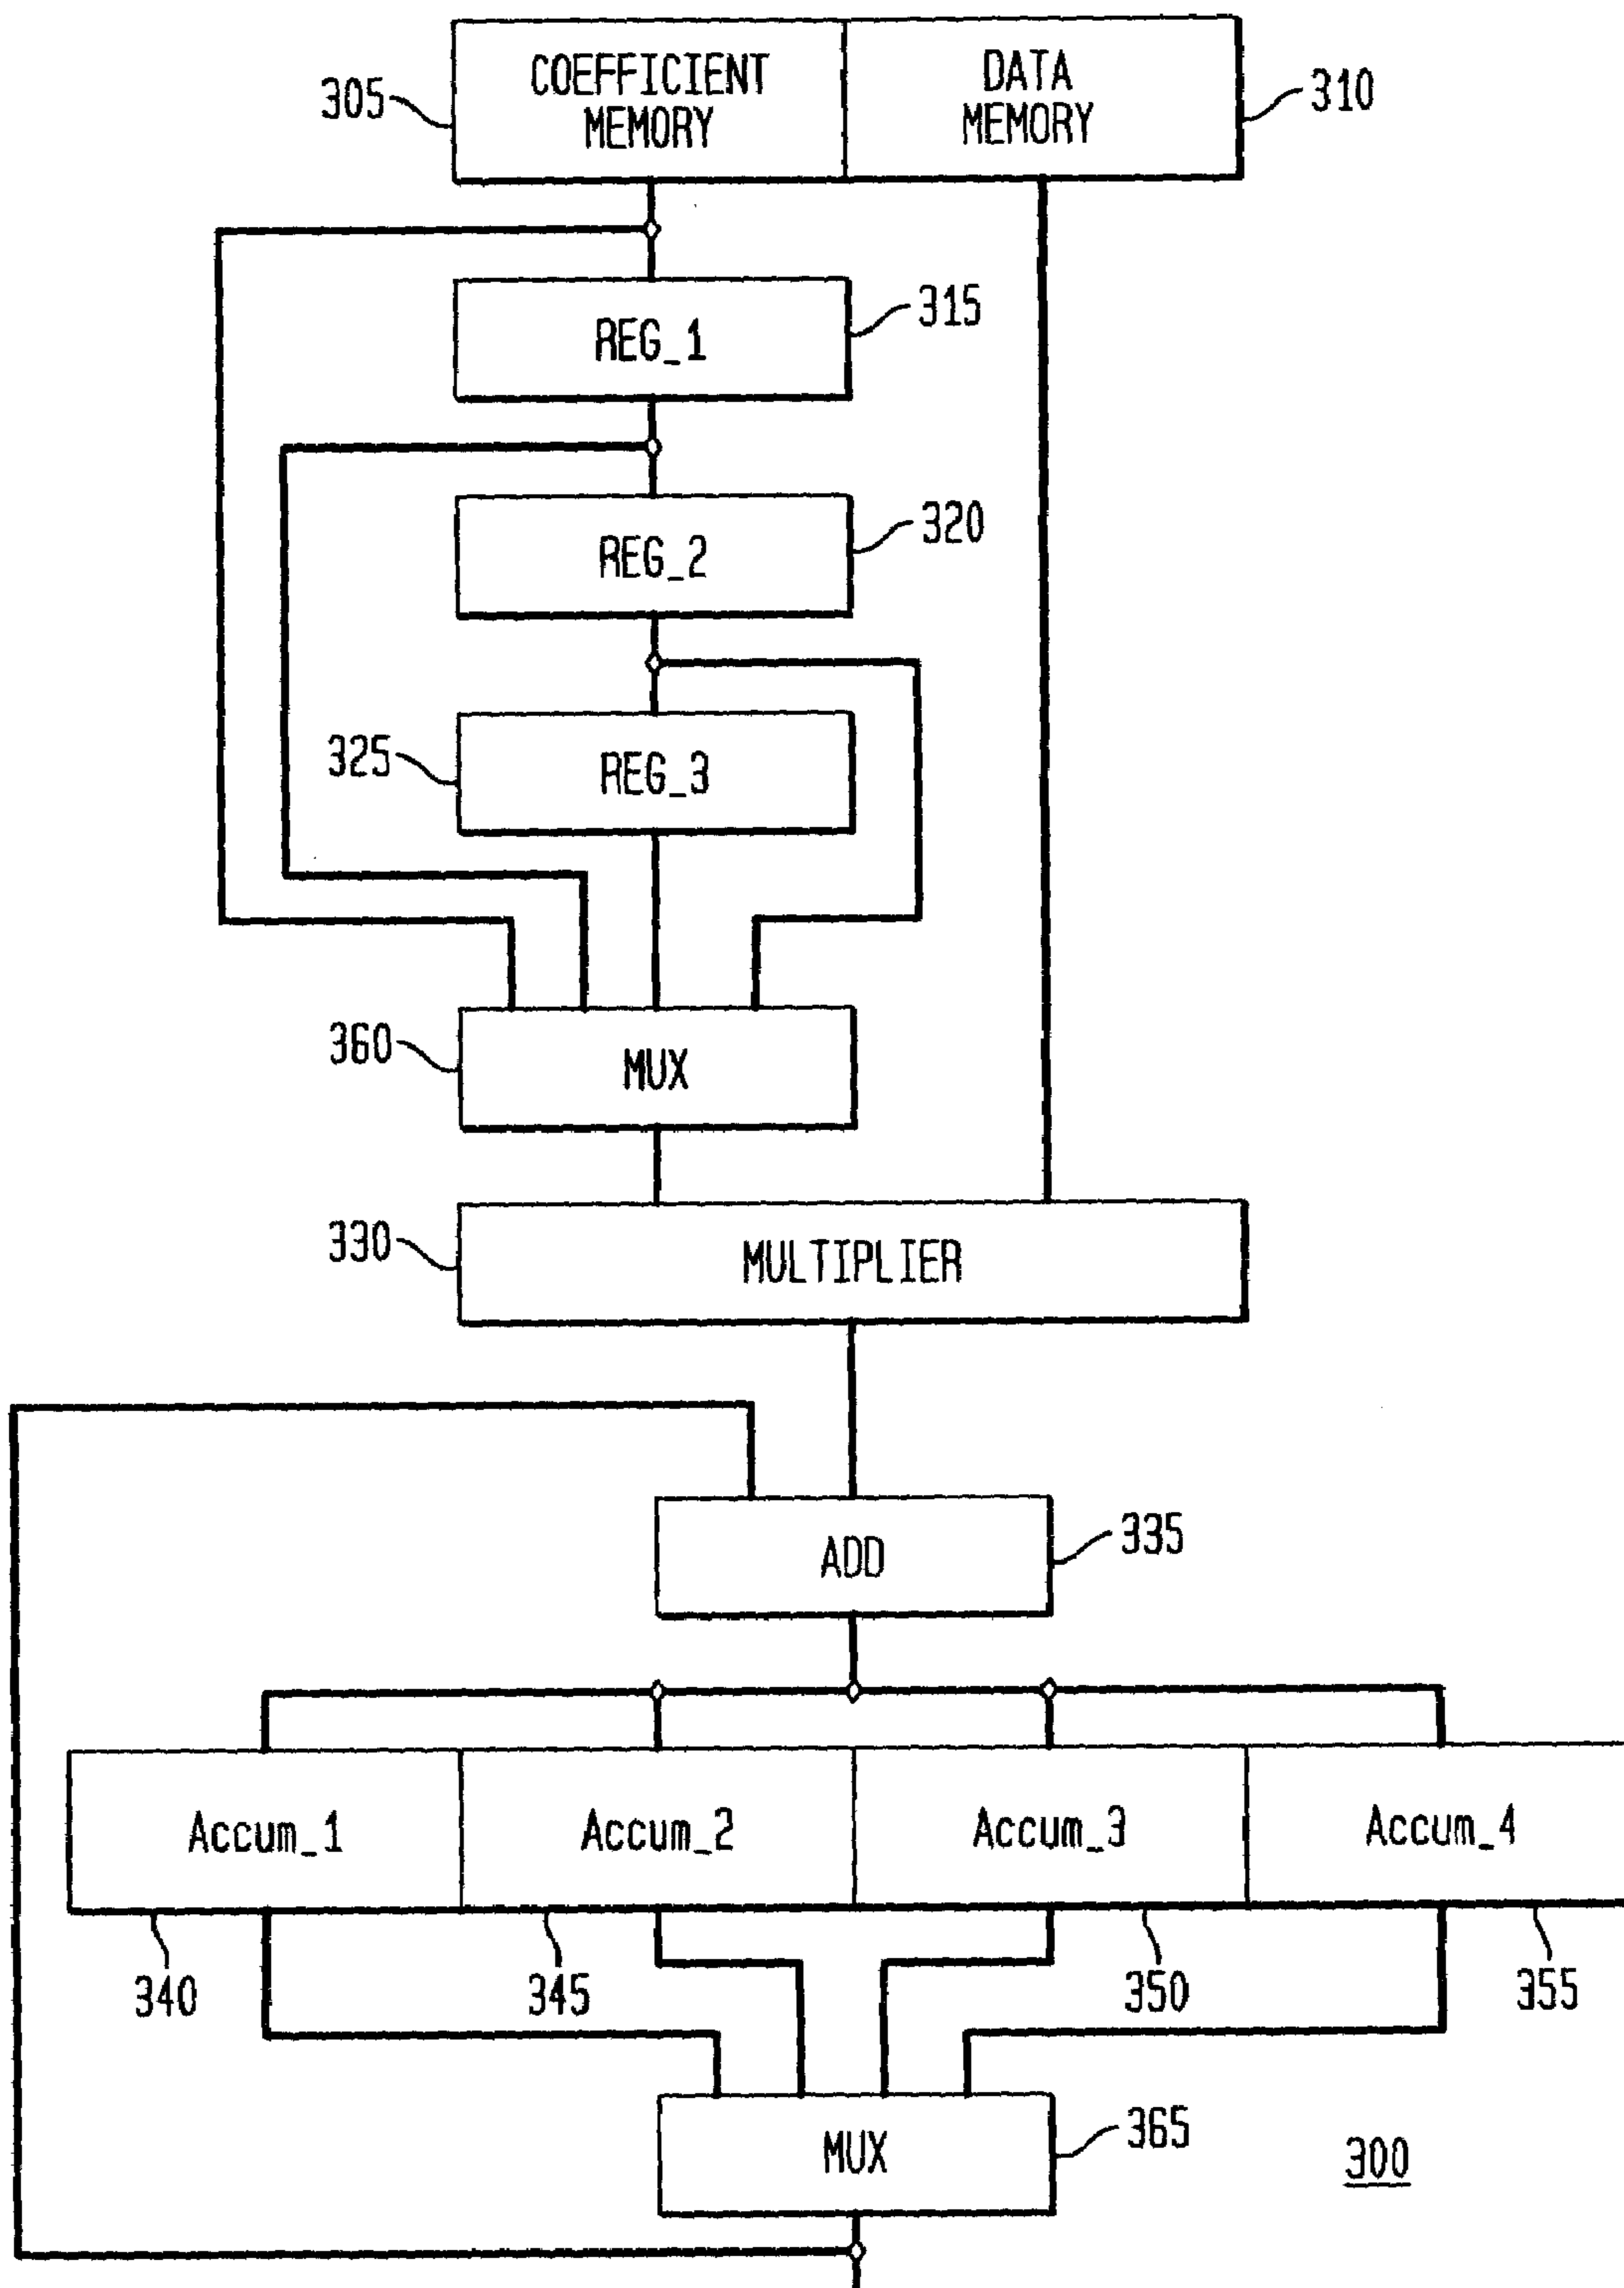 COEFFICIENT
MEMORY
DATA
MEMORY
305
310
REG_1
315
REG_2
320
REG_3
325
MUX
360
MULTIPLIER
330
ADD
335
Accum_1
Accum_2
Accum_3
Accum_4
340
345
350
355
MUX
365
300